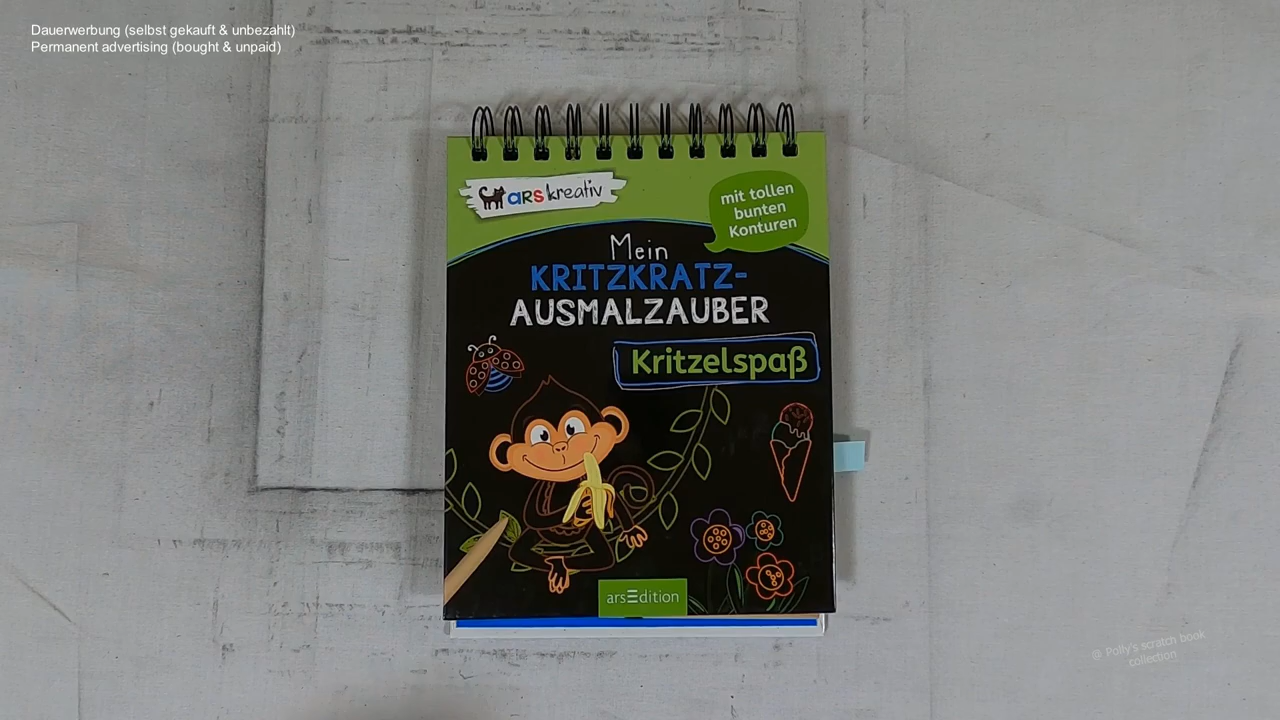 Dauerwerbung (selbst gekauft & unbezahlt)
Permanent advertising (bought & unpaid)
aRS kreativ
mit tollen
bunten
Konturen
Mein
KRITZKRATZ-
AUSMALZAUBER
Kritzelspaß
arsEdition
@ Polly's scratch book
collection